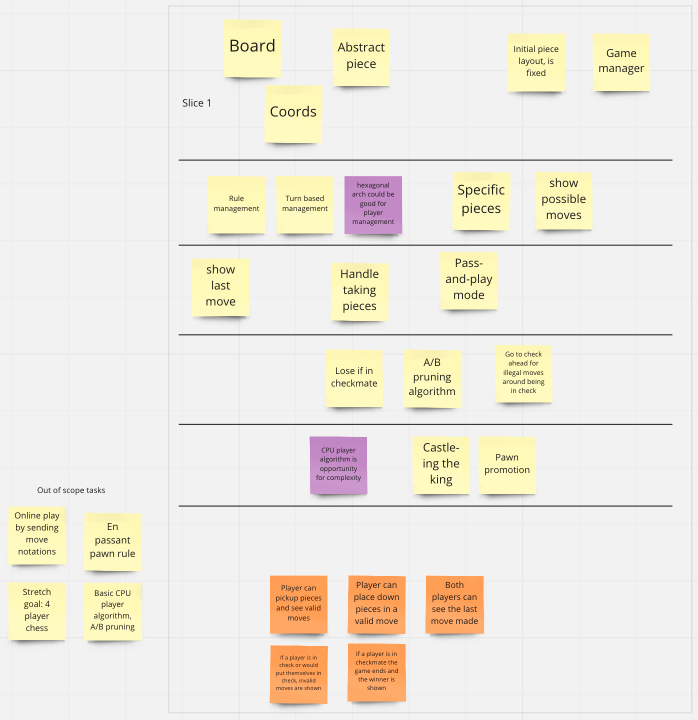 Board
Abstract
piece
Initial piece
layout, is
fixed
Game
manager
Slice 1
Coords
Rule
management
Turn based
management
hexagonal
arch could be
good for
player
management
Specific
pieces
show
possible
moves
show
last
move
Handle
taking
pieces
Pass-
and-play
mode
Lose if in
checkmate
A/B
pruning
algorithm
Go to check
ahead for
illegal moves
around being
in check
CPU player
algorithm is
opportunity
for complexity
Castle-
ing the
king
Pawn
promotion
Out of scope tasks
Online play
by sending
move
notations
En
passant
pawn rule
Stretch
goal: 4
player
chess
Basic CPU
player
algorithm,
A/B pruning
Player can
pickup pieces
and see valid
moves
Player can
place down
pieces in a
valid move
Both
players can
see the last
move made
If a player is in
check or would
put themselves in
check, invalid
moves are shown
If a player is in
checkmate the
game ends and
the winner is
shown